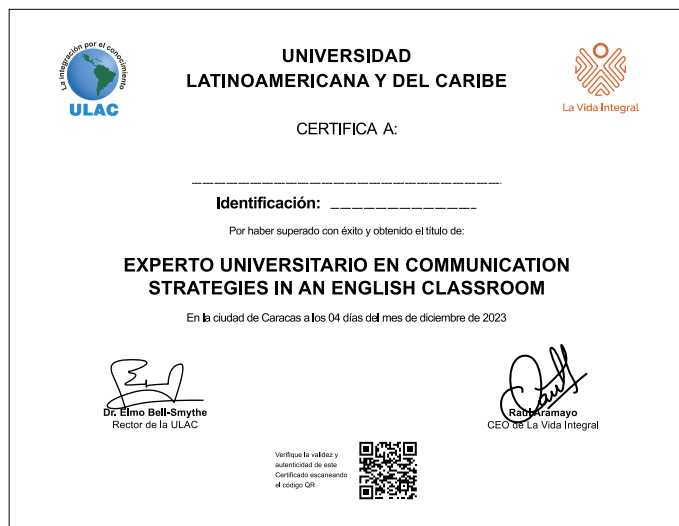 La integración por el conocimiento
ULAC
UNIVERSIDAD
LATINOAMERICANA Y DEL CARIBE
La Vida Integral
CERTIFICA A:
Identificación:
Por haber superado con éxito y obtenido el título de:
EXPERTO UNIVERSITARIO EN COMMUNICATION
STRATEGIES IN AN ENGLISH CLASSROOM
En la ciudad de Caracas a los 04 días del mes de diciembre de 2023
Dr. Elmo Bell-Smythe
Rector de la ULAC
Raúl Aramayo
CEO de La Vida Integral
Verifique la validez y
autenticidad de este
Certificado escaneando
el código QR